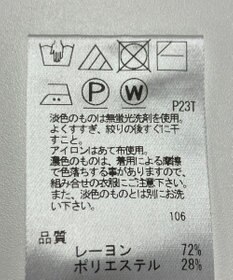 P W
P23T
淡色のものは無蛍光洗剤を使用。
よくすすぎ、絞りの後すぐに干
すこと。
アイロンはあて布使用。
濃色のものは、着用による摩擦
で色落ちする事がありますので、
組み合せの衣服にご注意下さい。
また、淡色のものとは別にお洗
い下さい。
106
品質
レーヨン 72%
ポリエステル 28%